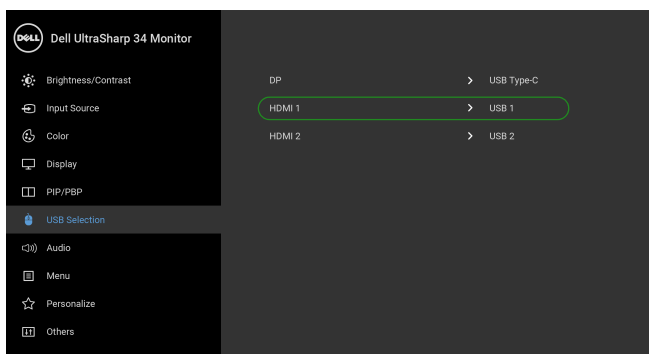 DELL Dell UltraSharp 34 Monitor
Brightness/Contrast
DP USB Type-C
Input Source
HDMI 1 USB 1
Color
HDMI 2 USB 2
Display
PIP/PBP
USB Selection
Audio
Menu
Personalize
Others